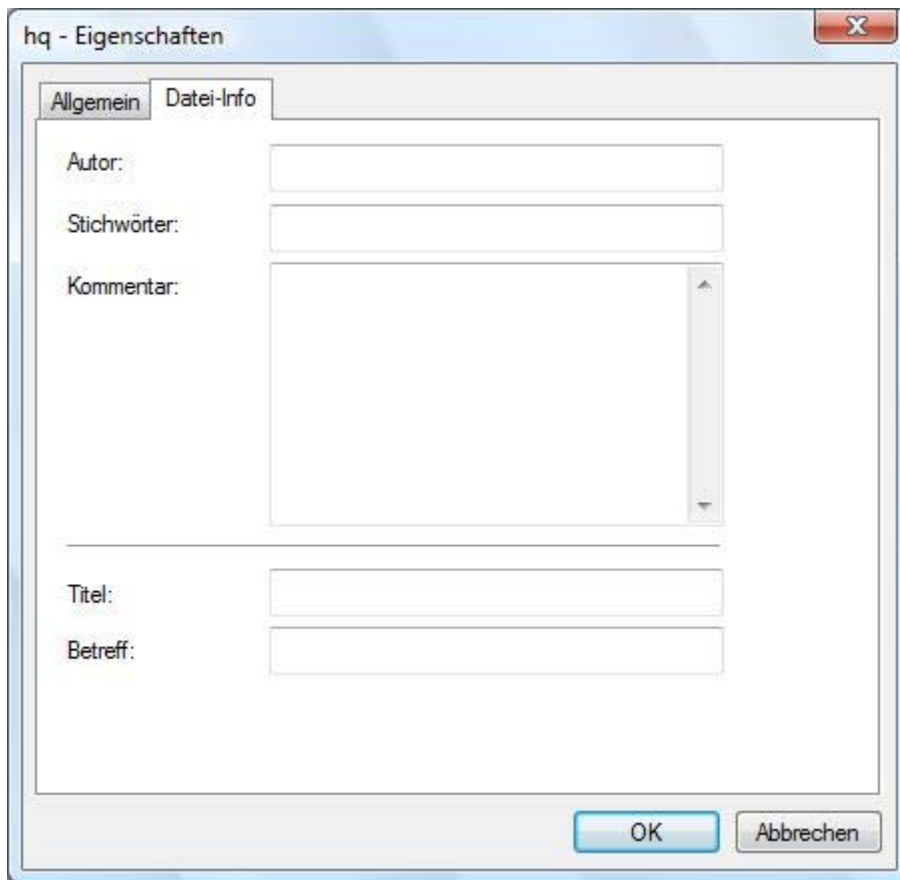 hq - Eigenschaften
Allgemein Datei-Info
Autor:
Stichwörter:
Kommentar:
Titel:
Betreff:
OK Abbrechen